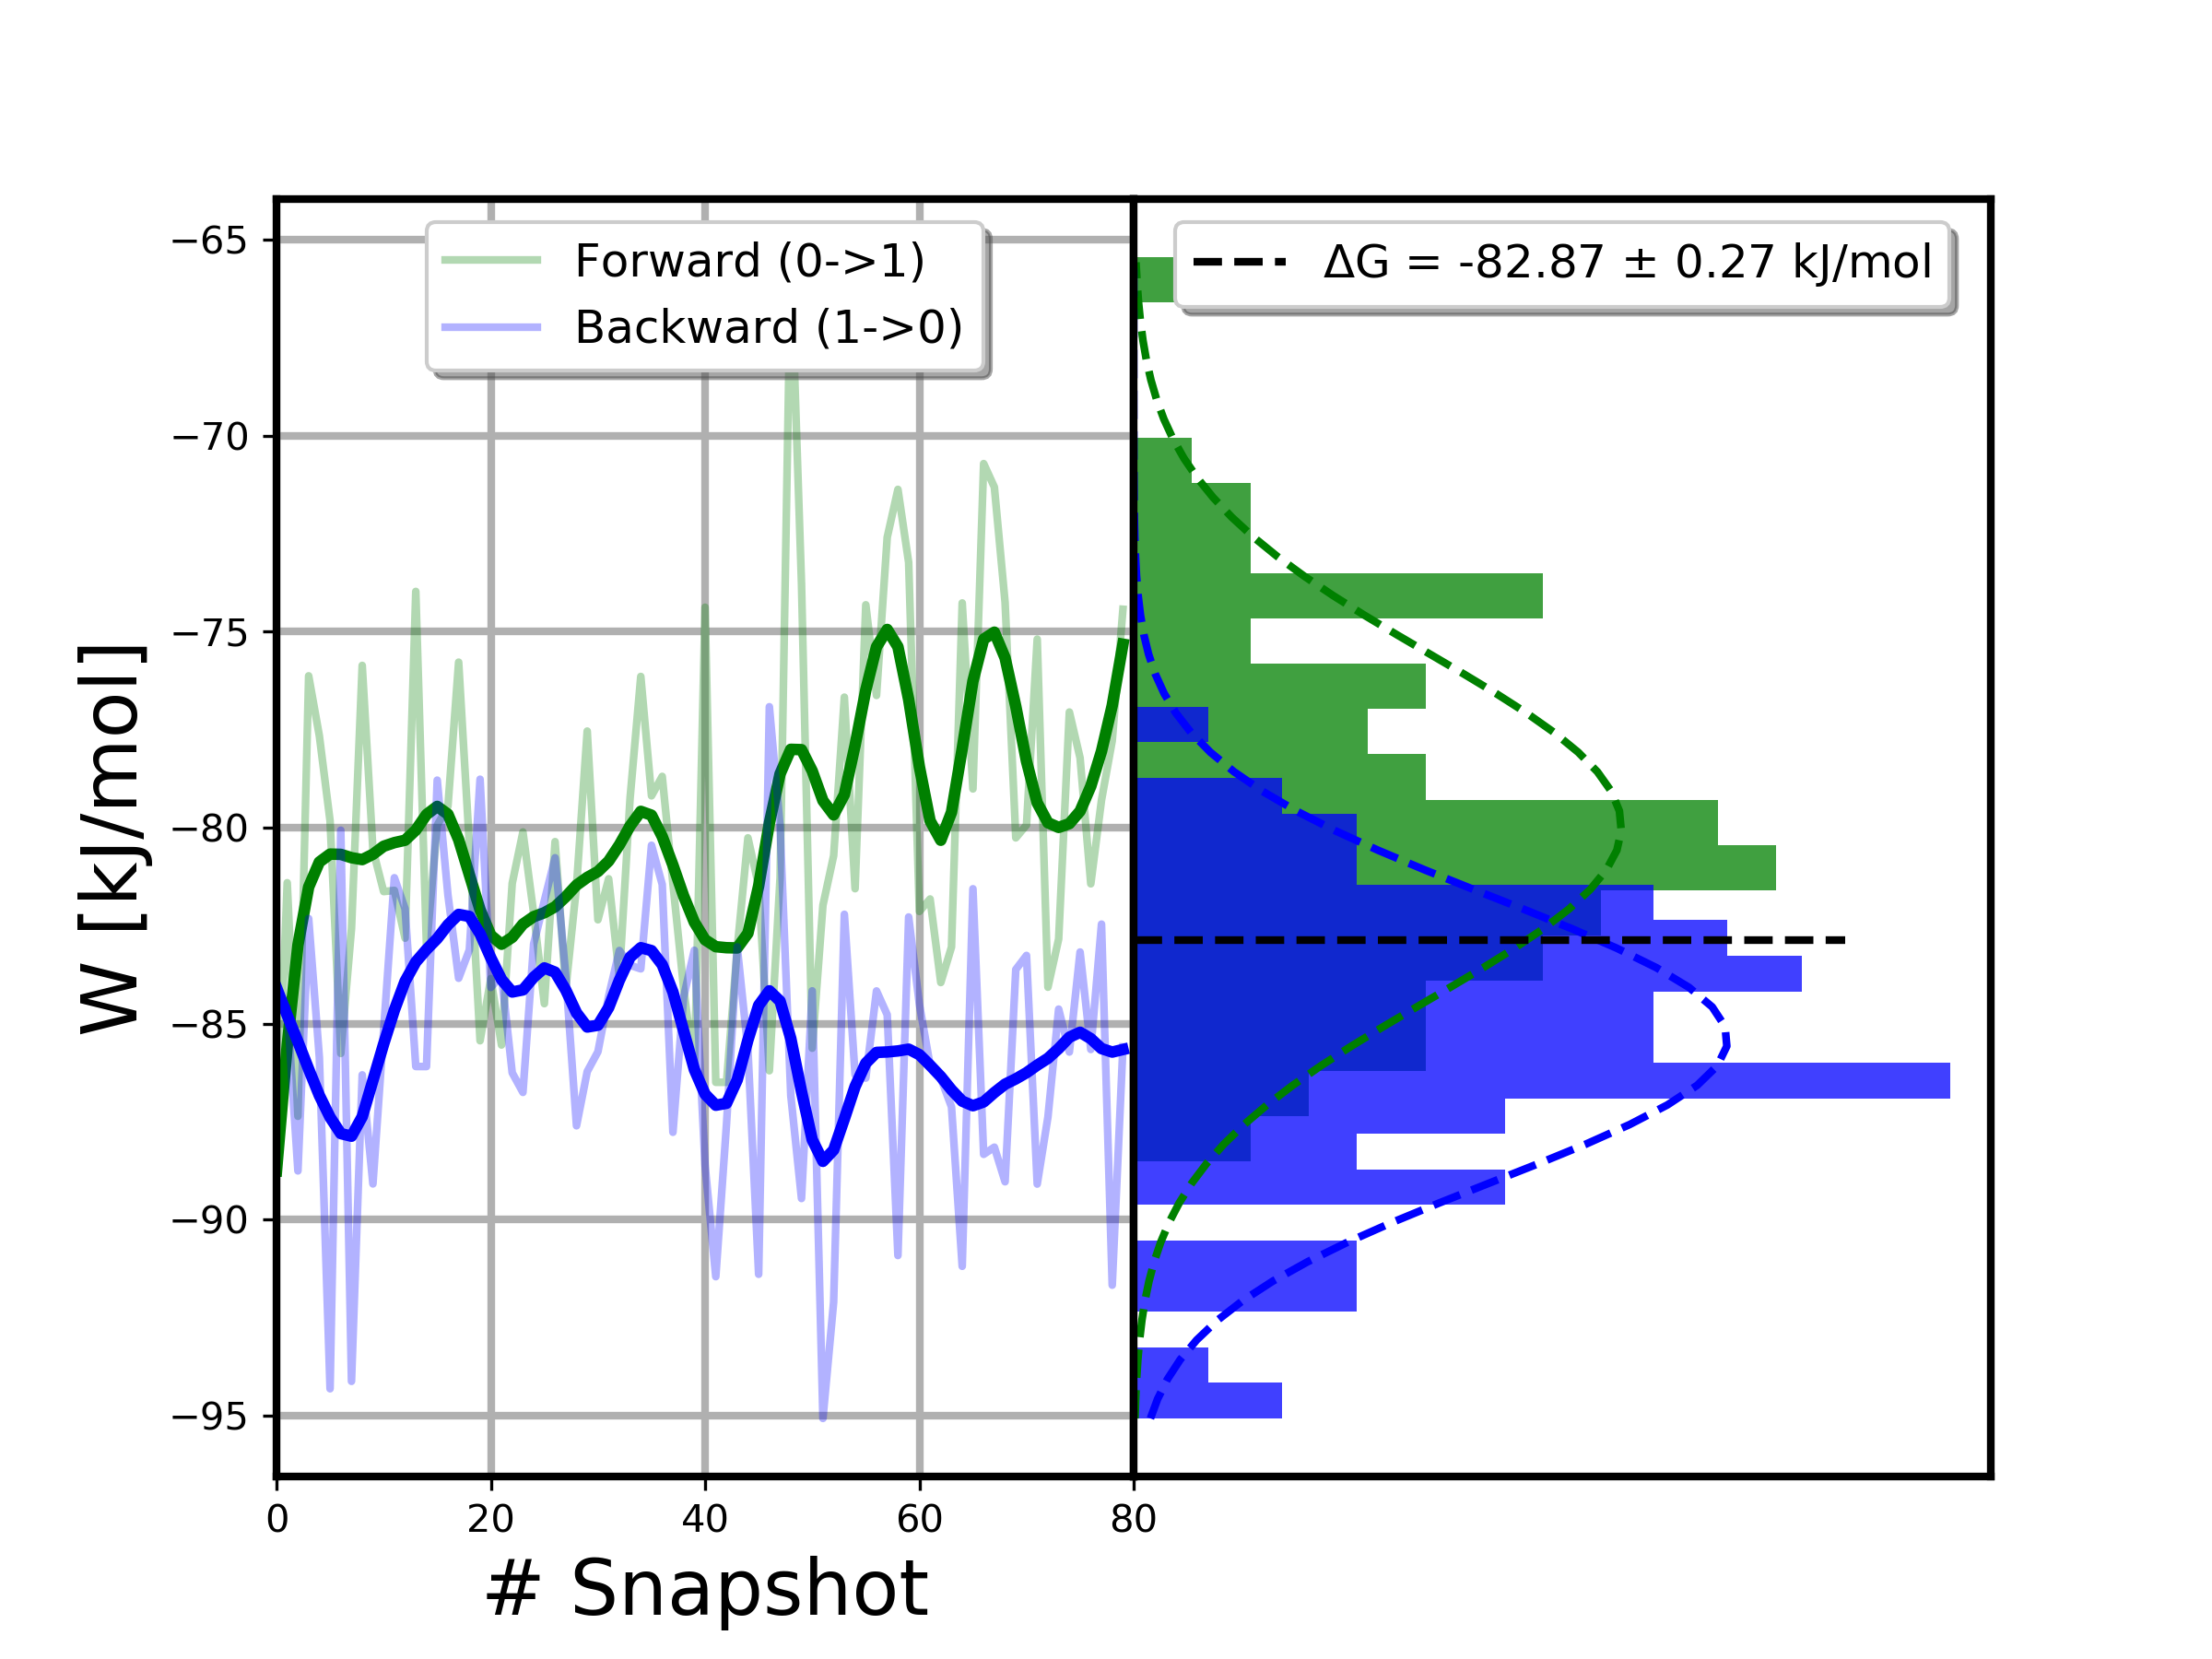 Forward (0->1)
Backward (1->0)
ΔG = -82.87 ± 0.27 kJ/mol
W [kJ/mol]
−65
−70
−75
−80
−85
−90
−95
0 20 40 60 80
# Snapshot